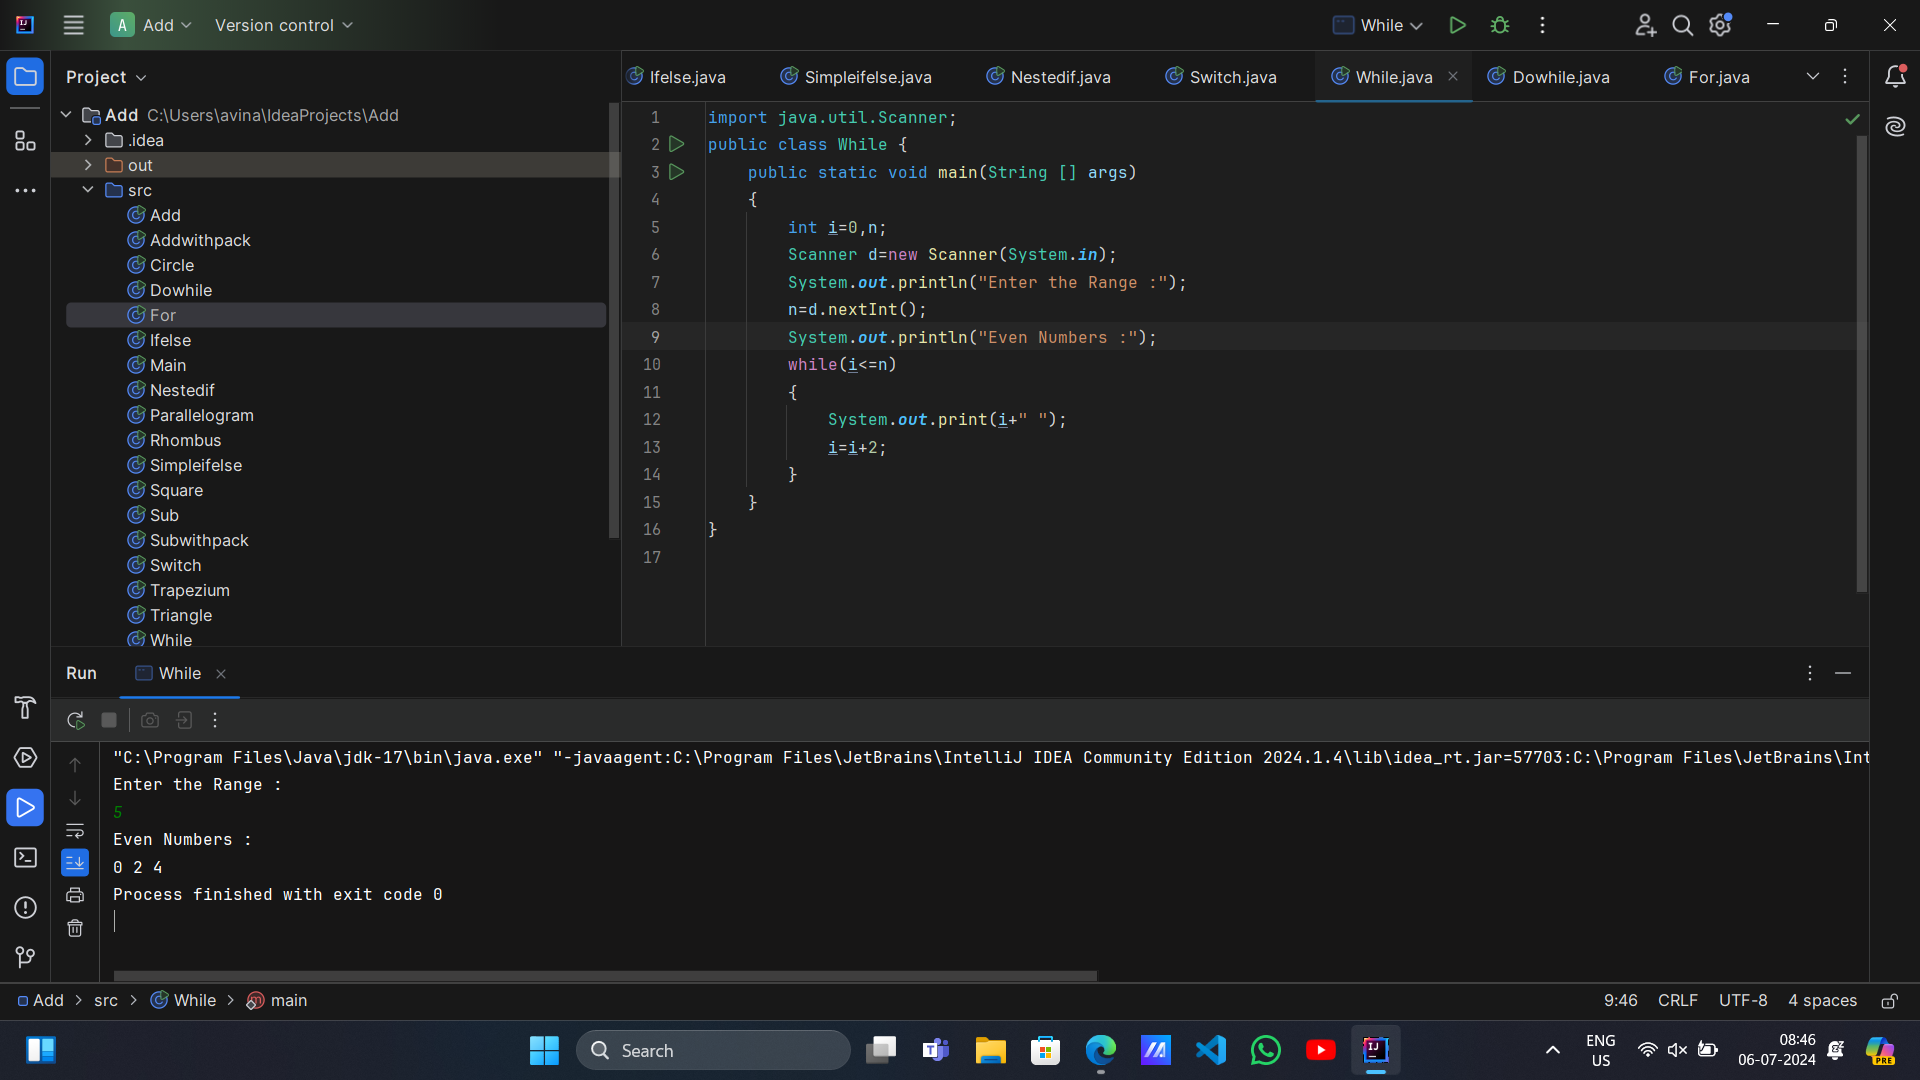 A Add Version control While
Project
Add C:\Users\avina\IdeaProjects\Add
.idea
out
src
Add
Addwithpack
Circle
Dowhile
For
Ifelse
Main
Nestedif
Parallelogram
Rhombus
Simpleifelse
Square
Sub
Subwithpack
Switch
Trapezium
Triangle
While
Ifelse.java Simpleifelse.java Nestedif.java Switch.java While.java Dowhile.java For.java
1 import java.util.Scanner;
2 public class While {
3 public static void main(String [] args)
4 {
5 int i=0,n;
6 Scanner d=new Scanner(System.in);
7 System.out.println("Enter the Range :");
8 n=d.nextInt();
9 System.out.println("Even Numbers :");
10 while(i<=n)
11 {
12 System.out.print(i+" ");
13 i=i+2;
14 }
15 }
16 }
17
Run While
"C:\Program Files\Java\jdk-17\bin\java.exe" "-javaagent:C:\Program Files\JetBrains\IntelliJ IDEA Community Edition 2024.1.4\lib\idea_rt.jar=57703:C:\Program Files\JetBrains\Int
Enter the Range :
5
Even Numbers :
0 2 4
Process finished with exit code 0
Add > src > While > main 9:46 CRLF UTF-8 4 spaces
Search
ENG
US
08:46
06-07-2024
PRE